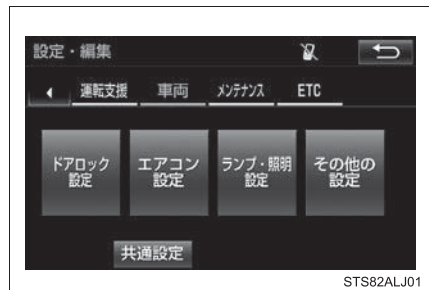 設定・編集
運転支援 車両 メンテナンス ETC
ドアロック
設定
エアコン
設定
ランプ・照明
設定
その他の
設定
共通設定
STS82ALJ01